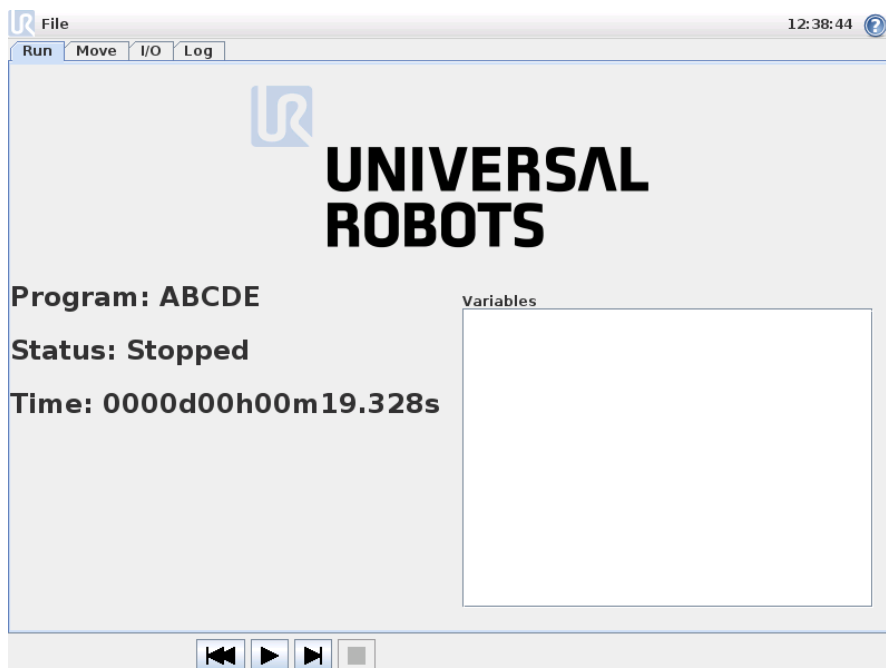 File 12:38:44 ?
Run Move I/O Log
UNIVERSAL
ROBOTS
Program: ABCDE
Variables
Status: Stopped
Time: 0000d00h00m19.328s